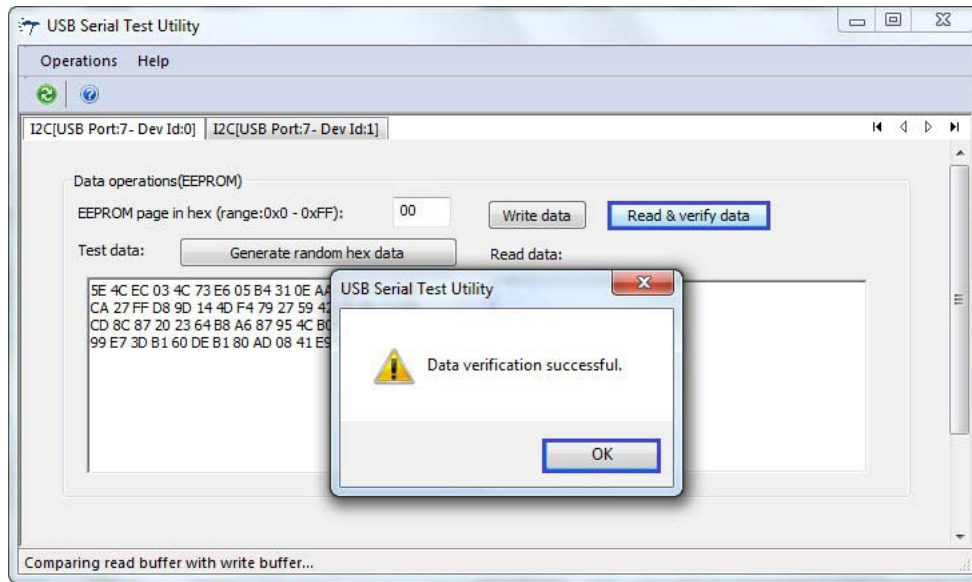 USB Serial Test Utility
Operations Help
I2C[USB Port:7- Dev Id:0] I2C[USB Port:7- Dev Id:1]
Data operations(EEPROM)
EEPROM page in hex (range:0x0 - 0xFF): 00 Write data Read & verify data
Test data: Generate random hex data Read data:
5E 4C EC 03 4C 73 E6 05 B4 31 0E AA
CA 27 FF D8 9D 14 4D F4 79 27 59 42
CD 8C 87 20 23 64 B8 A6 87 95 4C
99 E7 3D B1 60 DE B1 80 AD 08 41 E9
USB Serial Test Utility
Data verification successful.
OK
Comparing read buffer with write buffer...